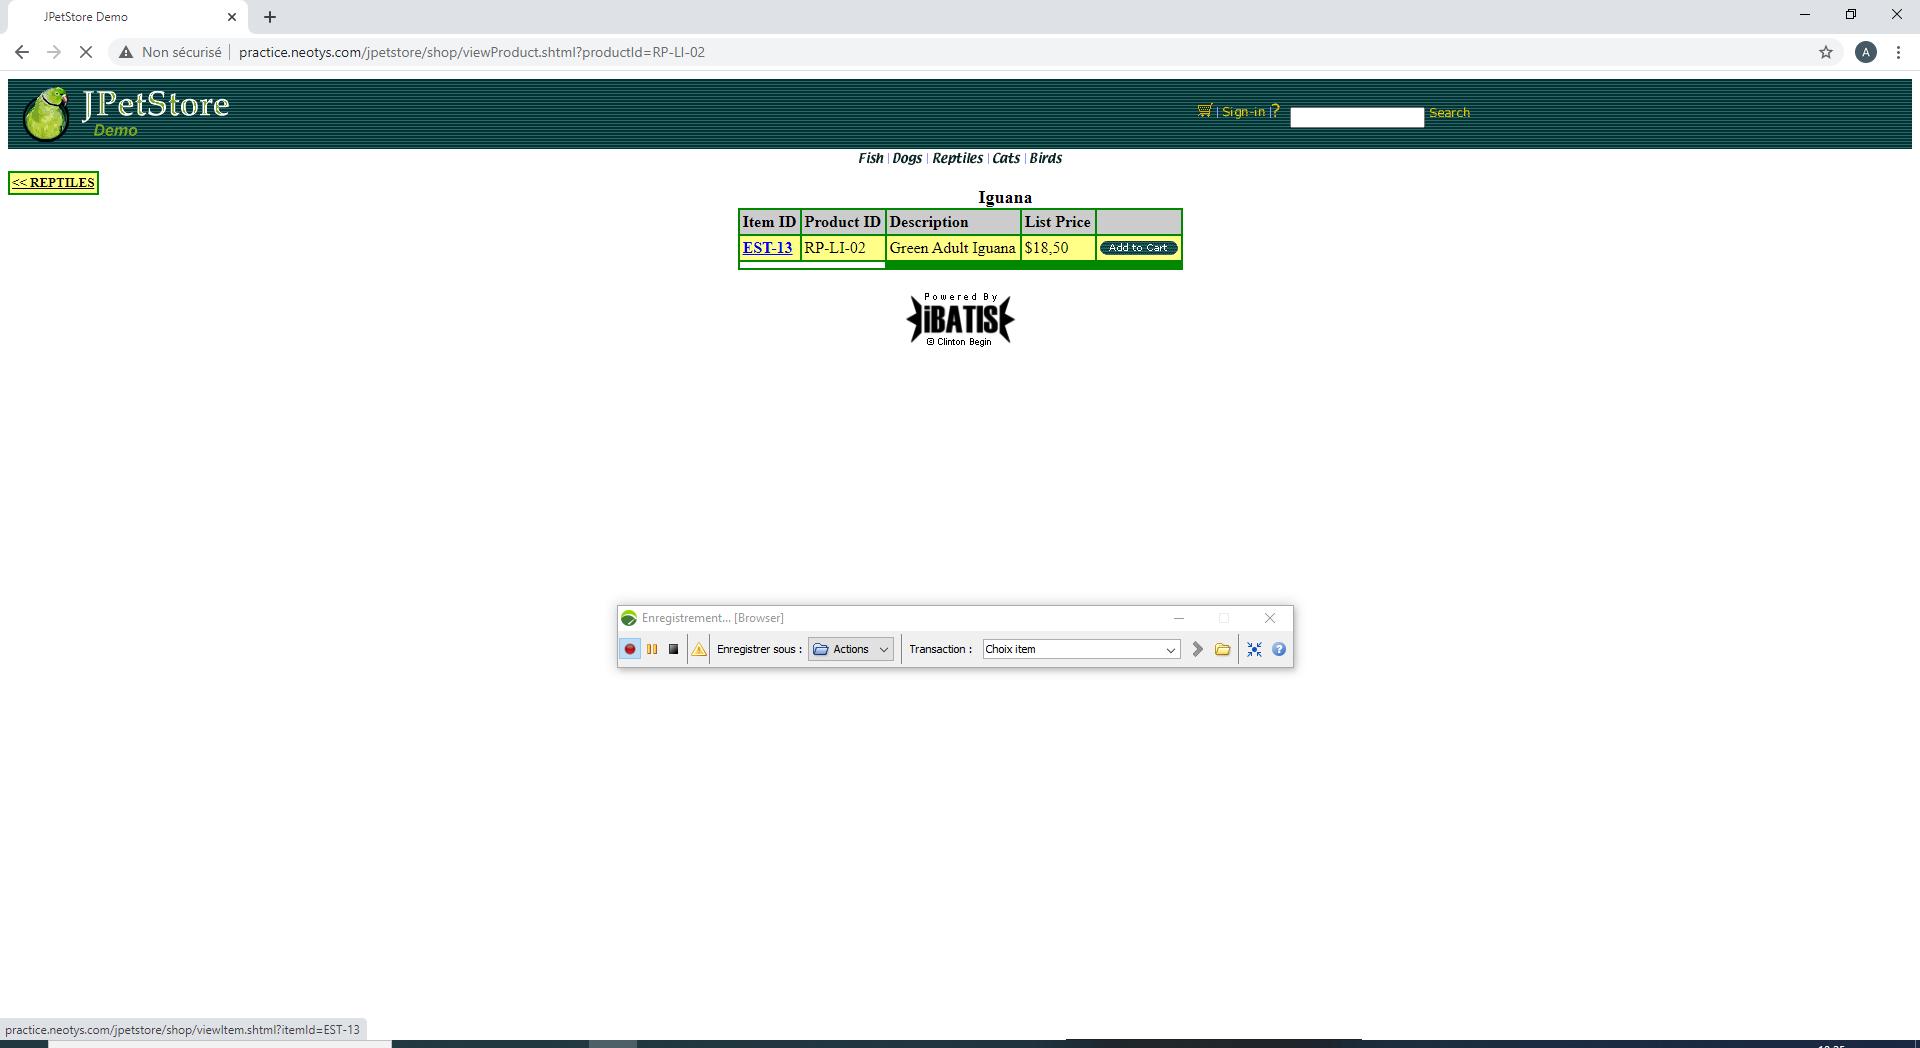 JPetStore Demo
Non sécurisé practice.neotys.com/jpetstore/shop/viewProduct.shtml?productId=RP-LI-02 A
JPetStore
Demo
| Sign-in | ? Search
Fish | Dogs | Reptiles | Cats | Birds
<< REPTILES
Iguana
Item ID Product ID Description List Price
EST-13 RP-LI-02 Green Adult Iguana $18,50 Add to Cart
Powered By
iBATIS
© Clinton Begin
Enregistrement... [Browser]
Enregistrer sous : Actions Transaction : Choix item ?
practice.neotys.com/jpetstore/shop/viewItem.shtml?itemId=EST-13